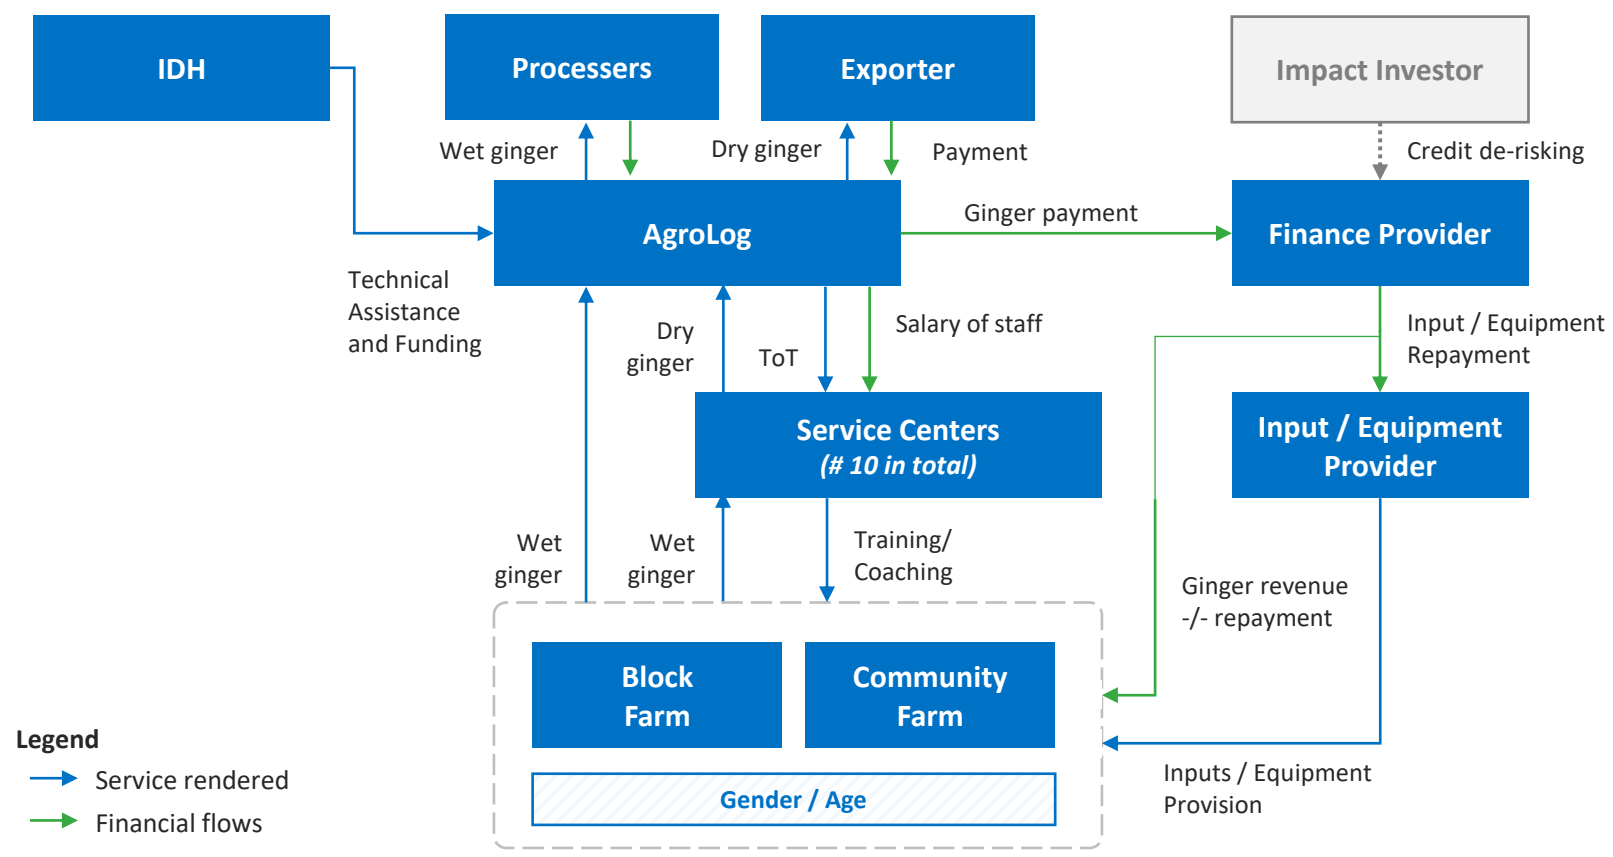 IDH
Processers
Exporter
Impact Investor
Wet ginger
Dry ginger
Payment
Credit de-risking
AgroLog
Ginger payment
Finance Provider
Technical
Assistance
and Funding
Dry
ginger
ToT
Salary of staff
Input / Equipment
Repayment
Service Centers
(# 10 in total)
Input / Equipment
Provider
Wet
ginger
Wet
ginger
Training/
Coaching
Ginger revenue
-/- repayment
Block
Farm
Community
Farm
Gender / Age
Inputs / Equipment
Provision
Legend
Service rendered
Financial flows